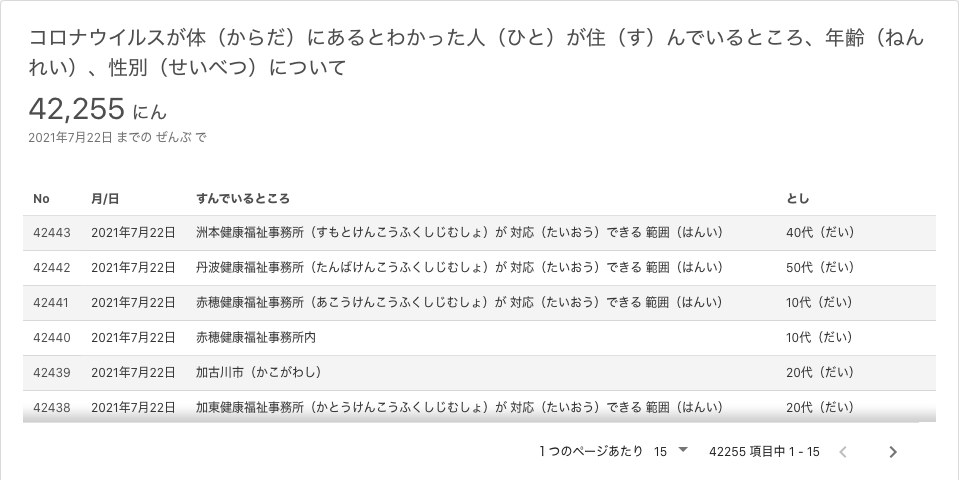 コロナウイルスが体（からだ）にあるとわかった人（ひと）が住（す）んでいるところ、年齢（ねん
れい）、性別（せいべつ）について
42,255 にん
2021年7月22日 までの ぜんぶ で
No 月/日 すんでいるところ とし
42443 2021年7月22日 洲本健康福祉事務所（すもとけんこうふくしじむしょ）が 対応（たいおう）できる 範囲（はんい） 40代（だい）
42442 2021年7月22日 丹波健康福祉事務所（たんばけんこうふくしじむしょ）が 対応（たいおう）できる 範囲（はんい） 50代（だい）
42441 2021年7月22日 赤穂健康福祉事務所（あこうけんこうふくしじむしょ）が 対応（たいおう）できる 範囲（はんい） 10代（だい）
42440 2021年7月22日 赤穂健康福祉事務所内 10代（だい）
42439 2021年7月22日 加古川市（かこがわし） 20代（だい）
42438 2021年7月22日 加東健康福祉事務所（かとうけんこうふくしじむしょ）が 対応（たいおう）できる 範囲（はんい） 20代（だい）
1 つのページあたり 15 42255 項目中 1 - 15